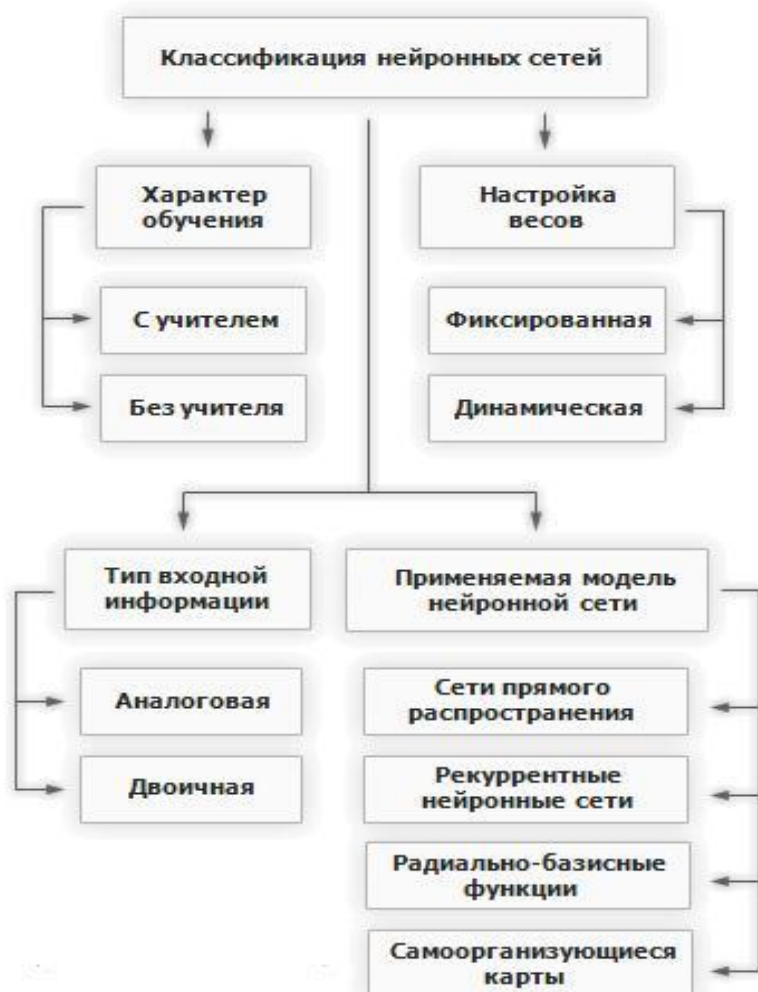 Классификация нейронных сетей
Характер
обучения
Настройка
весов
С учителем
Фиксированная
Без учителя
Динамическая
Тип входной
информации
Применяемая модель
нейронной сети
Аналоговая
Сети прямого
распространения
Двоичная
Рекуррентные
нейронные сети
Радиально-базисные
функции
Самоорганизующиеся
карты